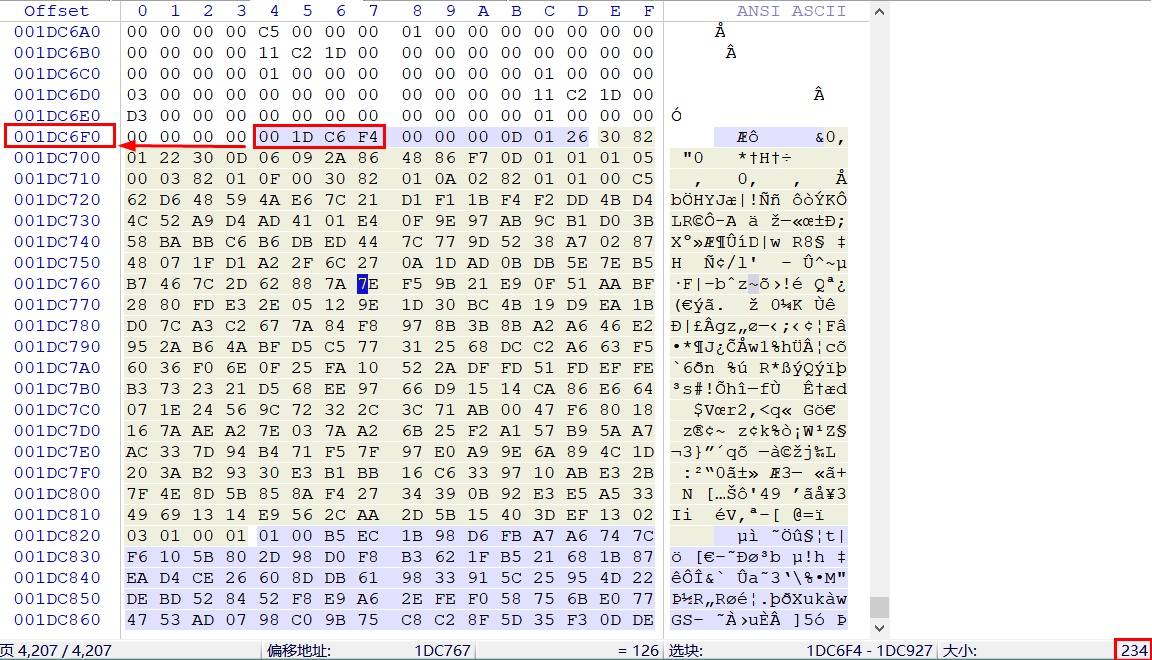 Offset 0 1 2 3 4 5 6 7 8 9 A B C D E F ANSI ASCII
001DC6A0 00 00 00 00 C5 00 00 00 01 00 00 00 00 00 00 00 Å
001DC6B0 00 00 00 00 11 C2 1D 00 00 00 00 00 00 00 00 00 Â
001DC6C0 00 00 00 00 01 00 00 00 00 00 00 00 01 00 00 00
001DC6D0 03 00 00 00 00 00 00 00 00 00 00 00 11 C2 1D 00 Â
001DC6E0 D3 00 00 00 00 00 00 00 00 00 00 00 01 00 00 00 Ó
001DC6F0 00 00 00 00 00 1D C6 F4 00 00 00 0D 01 26 30 82 Æô &0‚
001DC700 01 22 30 0D 06 09 2A 86 48 86 F7 0D 01 01 01 05 "0 *†H†÷
001DC710 00 03 82 01 0F 00 30 82 01 0A 02 82 01 01 00 C5 ‚ 0‚ ‚ Å
001DC720 62 D6 48 59 4A E6 7C 21 D1 F1 1B F4 F2 DD 4B D4 bÖHYJæ|!Ññ ôòÝKÔ
001DC730 4C 52 A9 D4 AD 41 01 E4 0F 9E 97 AB 9C B1 D0 3B LR©Ô-A ä ž—«œ±Ð;
001DC740 58 BA BB C6 B6 DB ED 44 7C 77 9D 52 38 A7 02 87 Xº»Æ¶ÛíD|w R8§ ‡
001DC750 48 07 1F D1 A2 2F 6C 27 0A 1D AD 0B DB 5E 7E B5 H Ñ¢/l' - Û^~µ
001DC760 B7 46 7C 2D 62 88 7A 7E F5 9B 21 E9 0F 51 AA BF ·F|-bˆz~õ›!é Qª¿
001DC770 28 80 FD E3 2E 05 12 9E 1D 30 BC 4B 19 D9 EA 1B (€ýã. ž 0¼K Ùê
001DC780 D0 7C A3 C2 67 7A 84 F8 97 8B 3B 8B A2 A6 46 E2 Ð|£Âgz„ø—‹;‹¢¦Fâ
001DC790 95 2A B6 4A BF D5 C5 77 31 25 68 DC C2 A6 63 F5 •*¶J¿ÕÅw1%hÜÂ¦cõ
001DC7A0 60 36 F0 6E 0F 25 FA 10 52 2A DF FD 51 FD EF FE `6ðn %ú R*ßýQýïþ
001DC7B0 B3 73 23 21 D5 68 EE 97 66 D9 15 14 CA 86 E6 64 ³s#!Õhî—fÙ Ê†æd
001DC7C0 07 1E 24 56 9C 72 32 2C 3C 71 AB 00 47 F6 80 18 $Vœr2,<q« Gö€
001DC7D0 16 7A AE A2 7E 03 7A A2 6B 25 F2 A1 57 B9 5A A7 z®¢~ z¢k%ò¡W¹Z§
001DC7E0 AC 33 7D 94 B4 71 F5 7F 97 E0 A9 9E 6A 89 4C 1D ¬3}”´qõ —à©žj‰L
001DC7F0 20 3A B2 93 30 E3 B1 BB 16 C6 33 97 10 AB E3 2B :²“0ã±» Æ3— «ã+
001DC800 7F 4E 8D 5B 85 8A F4 27 34 39 0B 92 E3 E5 A5 33 N […Šô'49 ’ãå¥3
001DC810 49 69 13 14 E9 56 2C AA 2D 5B 15 40 3D EF 13 02 Ii éV,ª-[ @=ï
001DC820 03 01 00 01 01 00 B5 EC 1B 98 D6 FB A7 A6 74 7C µì ˜Öû§¦t|
001DC830 F6 10 5B 80 2D 98 D0 F8 B3 62 1F B5 21 68 1B 87 ö [€-˜Ðø³b µ!h ‡
001DC840 EA D4 CE 26 60 8D DB 61 98 33 91 5C 25 95 4D 22 êÔÎ&` Ûa˜3‘\%•M"
001DC850 DE BD 52 84 52 F8 E9 A6 2E FE F0 58 75 6B E0 77 Þ½R„Røé¦.þðXukàw
001DC860 47 53 AD 07 98 C0 9B 75 C8 C2 8F 5D 35 F3 0D DE GS- ˜À›uÈÂ ]5ó Þ
页 4,207 / 4,207 偏移地址: 1DC767 = 126 选块: 1DC6F4 - 1DC927 大小: 234